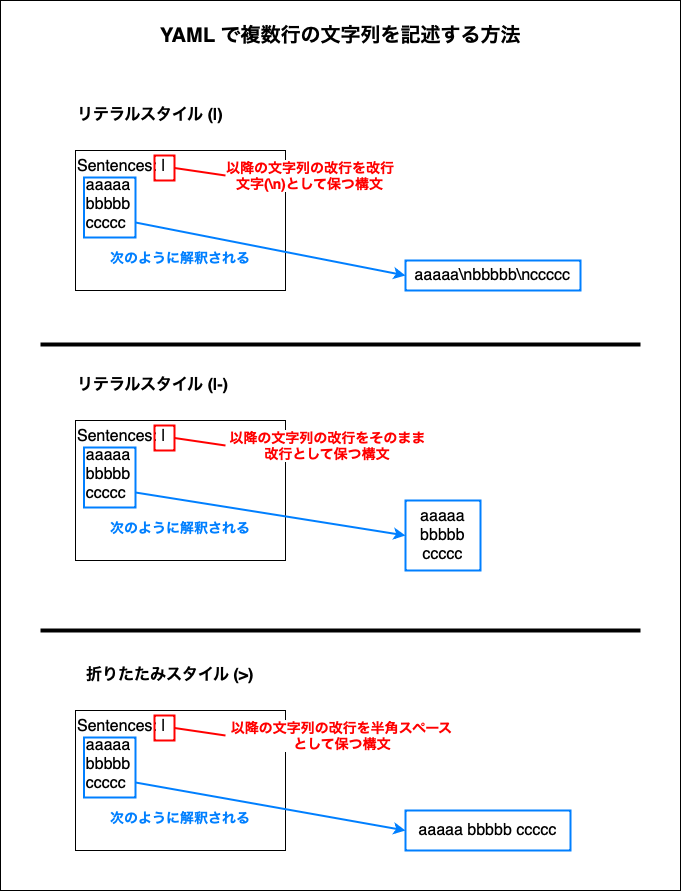 YAML で複数行の文字列を記述する方法
リテラルスタイル (|)
Sentences: |
以降の文字列の改行を改行
文字(\n)として保つ構文
aaaaa
bbbbb
ccccc
次のように解釈される
aaaaa\nbbbbb\nccccc
リテラルスタイル (|-)
Sentences: |
以降の文字列の改行をそのまま
改行として保つ構文
aaaaa
bbbbb
ccccc
次のように解釈される
aaaaa
bbbbb
ccccc
折りたたみスタイル (>)
Sentences: |
以降の文字列の改行を半角スペース
として保つ構文
aaaaa
bbbbb
ccccc
次のように解釈される
aaaaa bbbbb ccccc